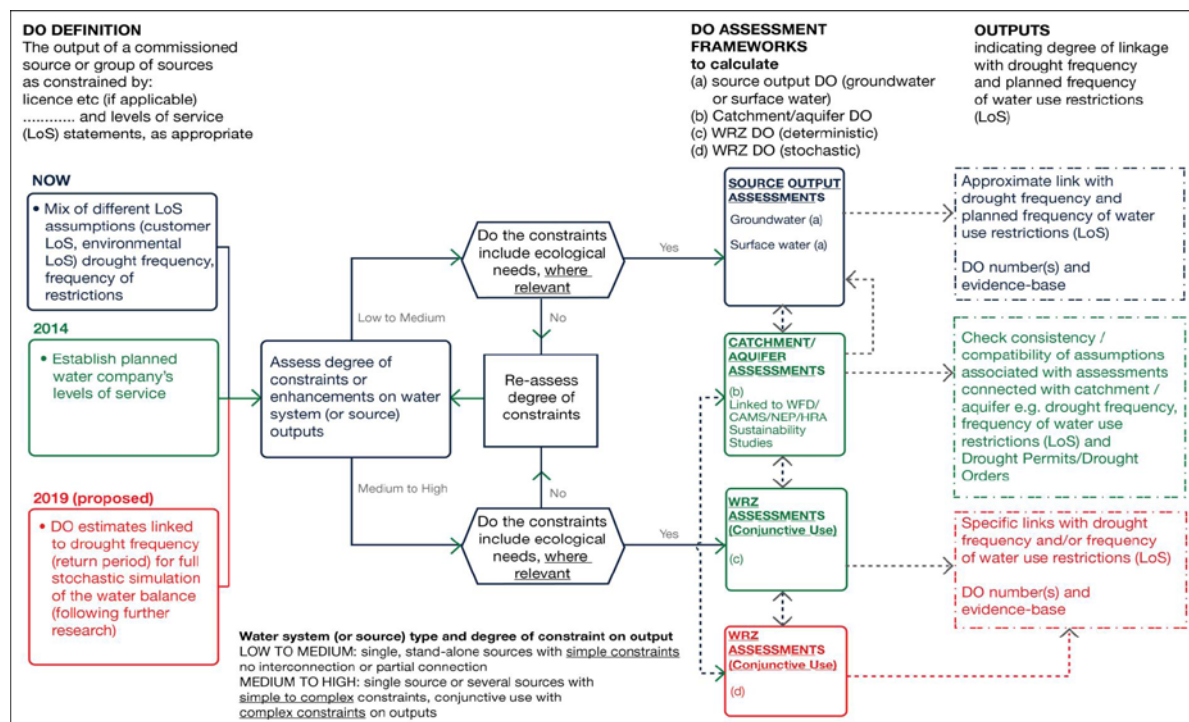 DO DEFINITION
The output of a commissioned
source or group of sources
as constrained by:
licence etc (if applicable)
............ and levels of service
(LoS) statements, as appropriate
DO ASSESSMENT
FRAMEWORKS
to calculate
(a) source output DO (groundwater
or surface water)
(b) Catchment/aquifer DO
(c) WRZ DO (deterministic)
(d) WRZ DO (stochastic)
OUTPUTS
indicating degree of linkage
with drought frequency
and planned frequency
of water use restrictions
(LoS)
NOW
• Mix of different LoS
assumptions (customer
LoS, environmental
LoS) drought frequency,
frequency of
restrictions
2014
• Establish planned
water company's
levels of service
2019 (proposed)
• DO estimates linked
to drought frequency
(return period) for full
stochastic simulation
of the water balance
(following further
research)
Assess degree of
constraints or
enhancements on water
system (or source)
outputs
Low to Medium
Medium to High
Do the constraints
include ecological
needs, where
relevant
Yes
No
Re-assess
degree of
constraints
No
Do the constraints
include ecological
needs, where
relevant
Yes
SOURCE OUTPUT
ASSESSMENTS
Groundwater (a)
Surface water (a)
CATCHMENT/
AQUIFER
ASSESSMENTS
(b)
Linked to WFD/
CAMS/NEP/HRA
Sustainability
Studies
WRZ
ASSESSMENTS
(Conjunctive Use)
(c)
WRZ
ASSESSMENTS
(Conjunctive Use)
(d)
Approximate link with
drought frequency and
planned frequency of water
use restrictions (LoS)
DO number(s) and
evidence-base
Check consistency /
compatibility of assumptions
associated with assessments
connected with catchment /
aquifer e.g. drought frequency,
frequency of water use
restrictions (LoS) and
Drought Permits/Drought
Orders
Specific links with drought
frequency and/or frequency
of water use restrictions (LoS)
DO number(s) and
evidence-base
Water system (or source) type and degree of constraint on output
LOW TO MEDIUM: single, stand-alone sources with simple constraints
no interconnection or partial connection
MEDIUM TO HIGH: single source or several sources with
simple to complex constraints, conjunctive use with
complex constraints on outputs